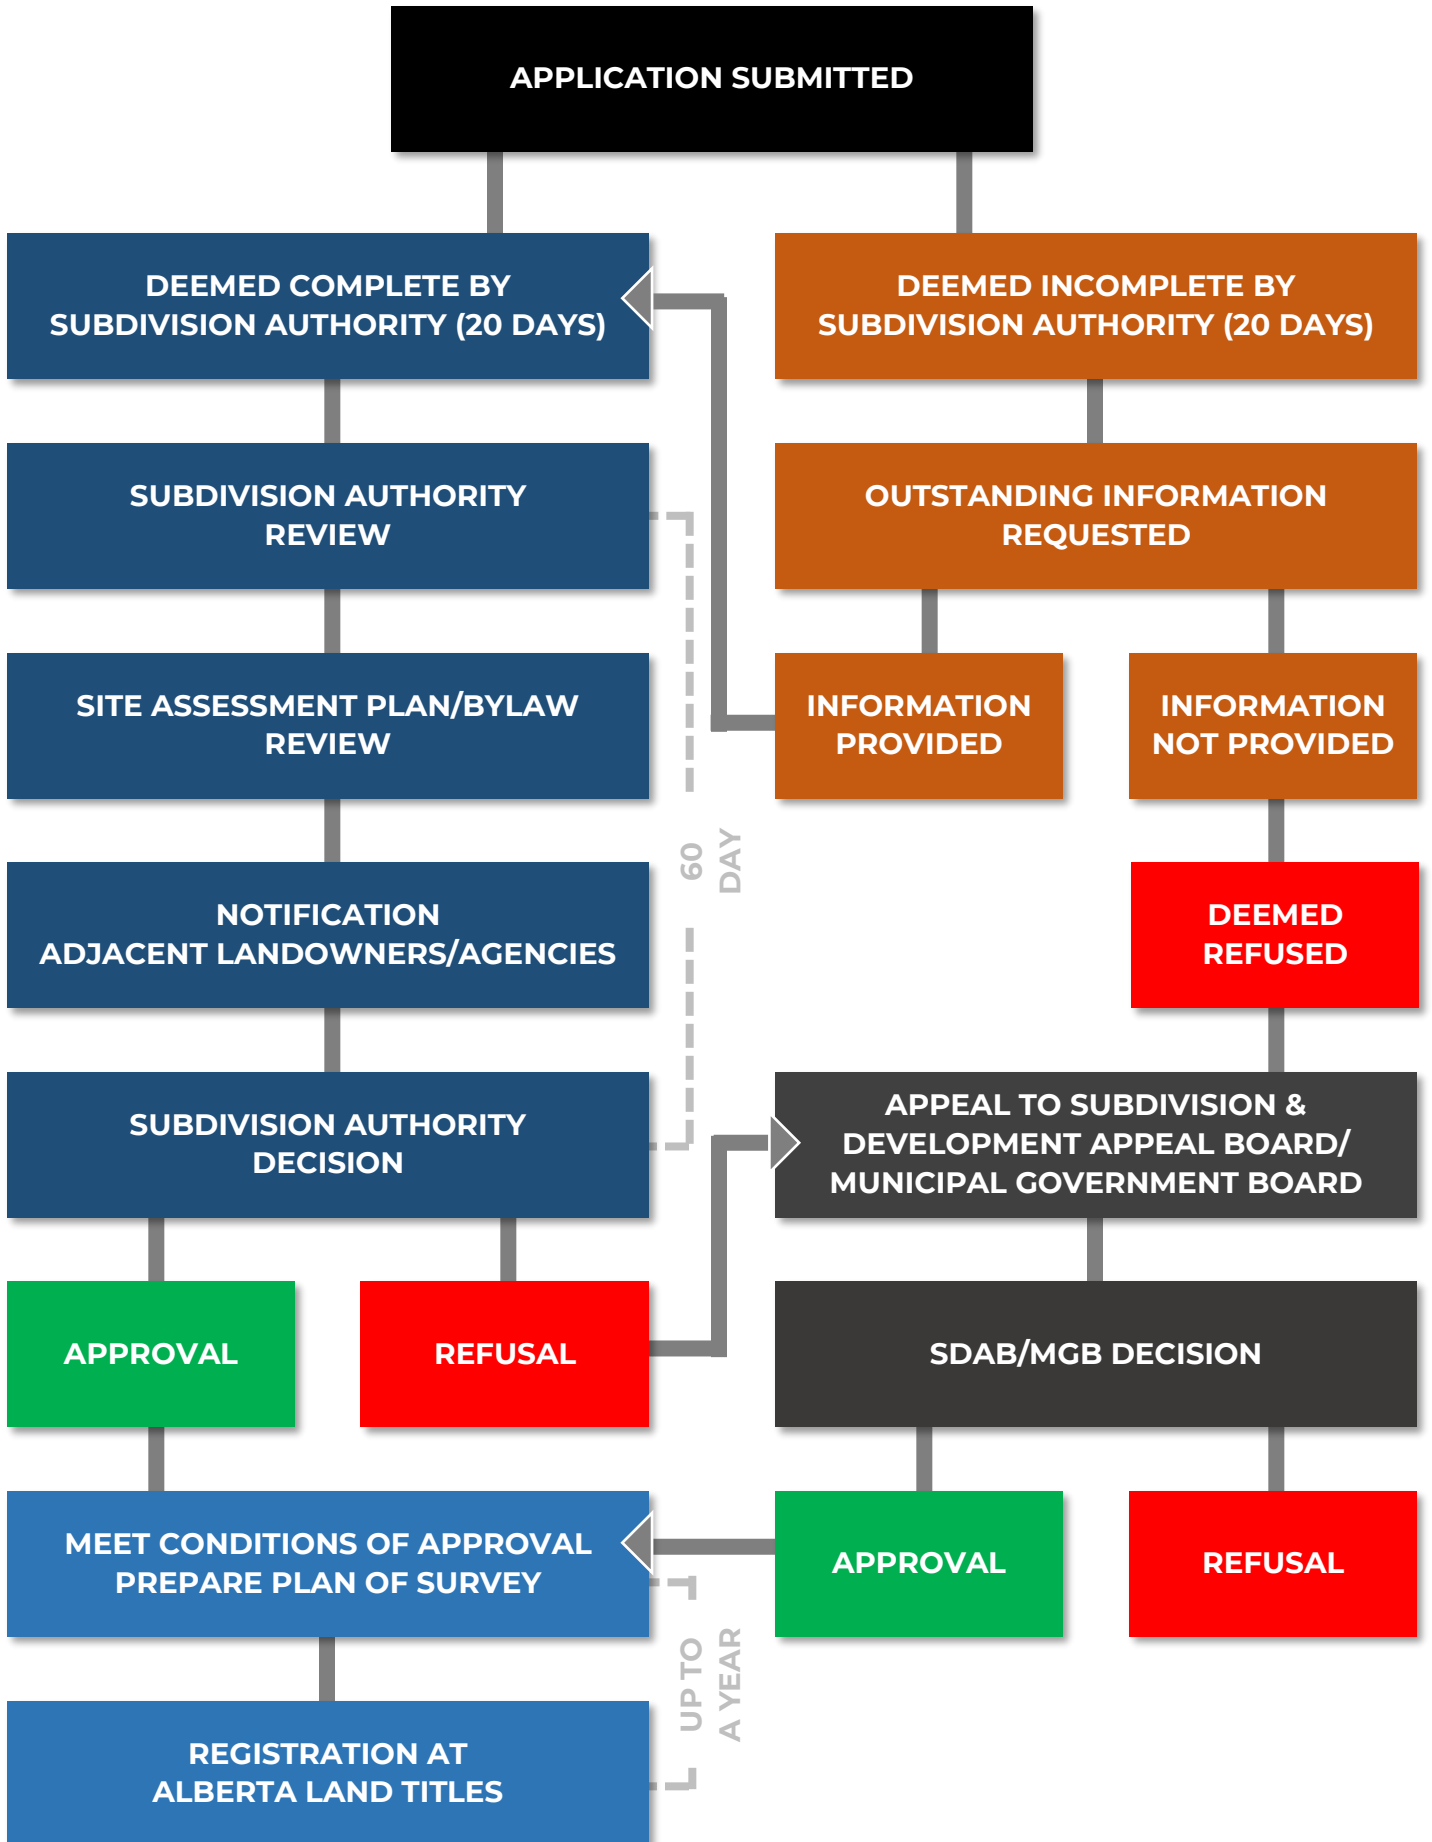 APPLICATION SUBMITTED
DEEMED COMPLETE BY
SUBDIVISION AUTHORITY (20 DAYS)
DEEMED INCOMPLETE BY
SUBDIVISION AUTHORITY (20 DAYS)
SUBDIVISION AUTHORITY
REVIEW
OUTSTANDING INFORMATION
REQUESTED
SITE ASSESSMENT PLAN/BYLAW
REVIEW
INFORMATION
PROVIDED
INFORMATION
NOT PROVIDED
60
DAY
NOTIFICATION
ADJACENT LANDOWNERS/AGENCIES
DEEMED
REFUSED
SUBDIVISION AUTHORITY
DECISION
APPEAL TO SUBDIVISION &
DEVELOPMENT APPEAL BOARD/
MUNICIPAL GOVERNMENT BOARD
APPROVAL
REFUSAL
SDAB/MGB DECISION
MEET CONDITIONS OF APPROVAL
PREPARE PLAN OF SURVEY
APPROVAL
REFUSAL
UP TO
A YEAR
REGISTRATION AT
ALBERTA LAND TITLES